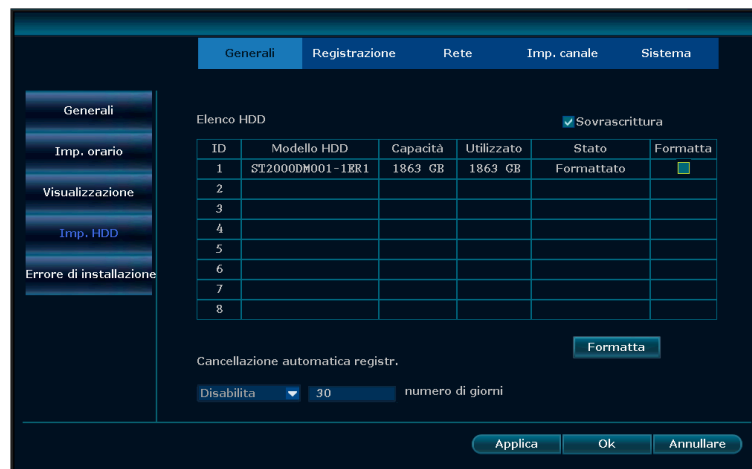 Generali Registrazione Rete Imp. canale Sistema
Generali
Imp. orario
Visualizzazione
Imp. HDD
Errore di installazione
Elenco HDD Sovrascrittura
ID Modello HDD Capacità Utilizzato Stato Formatta
1 ST2000DM001-1ER1 1863 GB 1863 GB Formattato
2
3
4
5
6
7
8
Formatta
Cancellazione automatica registr.
Disabilita 30 numero di giorni
Applica Ok Annullare